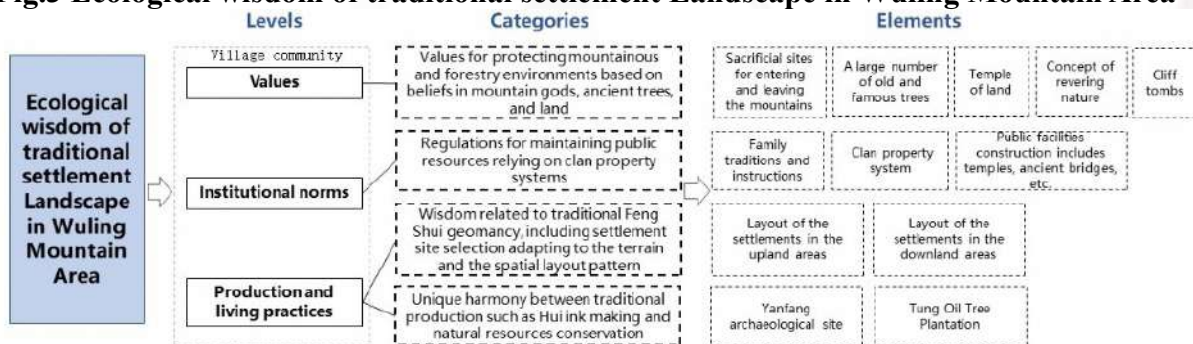 Fig.3 Ecological wisdom of traditional settlement Landscape in Wuling Mountain Area
Levels
Categories
Elements
Ecological
wisdom of
traditional
settlement
Landscape
in Wuling
Mountain
Area
Village community
Values
Institutional norms
Production and
living practices
Values for protecting mountainous
and forestry environments based on
beliefs in mountain gods, ancient trees,
and land
Regulations for maintaining public
resources relying on clan property
systems
Wisdom related to traditional Feng
Shui geomancy, including settlement
site selection adapting to the terrain
and the spatial layout pattern
Unique harmony between traditional
production such as Hui ink making and
natural resources conservation
Sacrificial sites
for entering
and leaving
the mountains
A large number
of old and
famous trees
Temple
of land
Concept of
revering
nature
Cliff
tombs
Family
traditions and
instructions
Clan property
system
Public facilities
construction includes
temples, ancient bridges,
etc.
Layout of the
settlements in the
upland areas
Layout of the
settlements in the
downland areas
Yanfang
archaeological site
Tung Oil Tree
Plantation